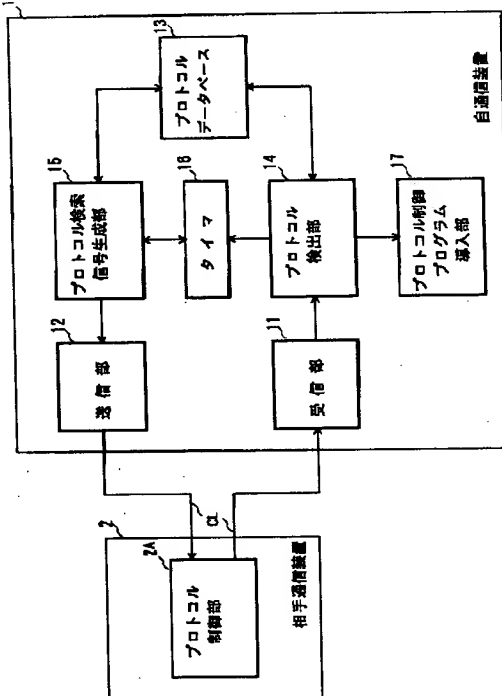 1
13
プロトコル
データベース
15
プロトコル検索
信号生成部
16
タイマ
14
プロトコル
検出部
17
プロトコル制御
プログラム
導入部
12
送信部
11
受信部
自通信装置
CL
2
2A
プロトコル
制御部
相手通信装置